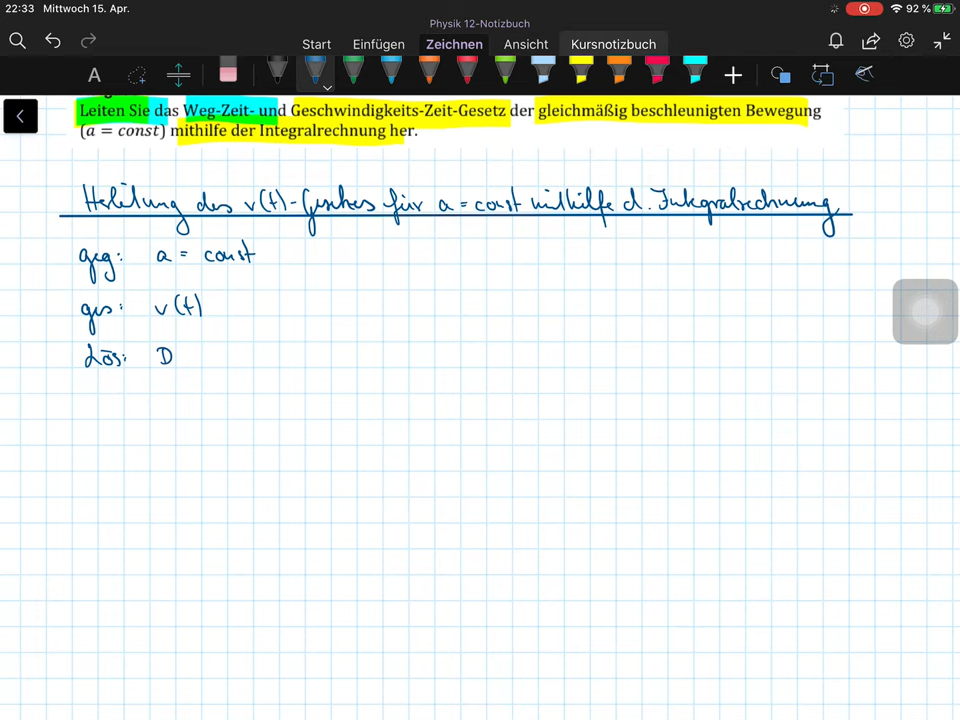 22:33 Mittwoch 15. Apr.
92 %
Physik 12-Notizbuch
Start Einfügen Zeichnen Ansicht Kursnotizbuch
A
Leiten Sie das Weg-Zeit- und Geschwindigkeits-Zeit-Gesetz der gleichmäßig beschleunigten Bewegung
(a = const) mithilfe der Integralrechnung her.
Herleitung des v(t)-Gesetzes für a = const mithilfe d. Integralrechnung
geg: a = const
ges: v(t)
Lös: D